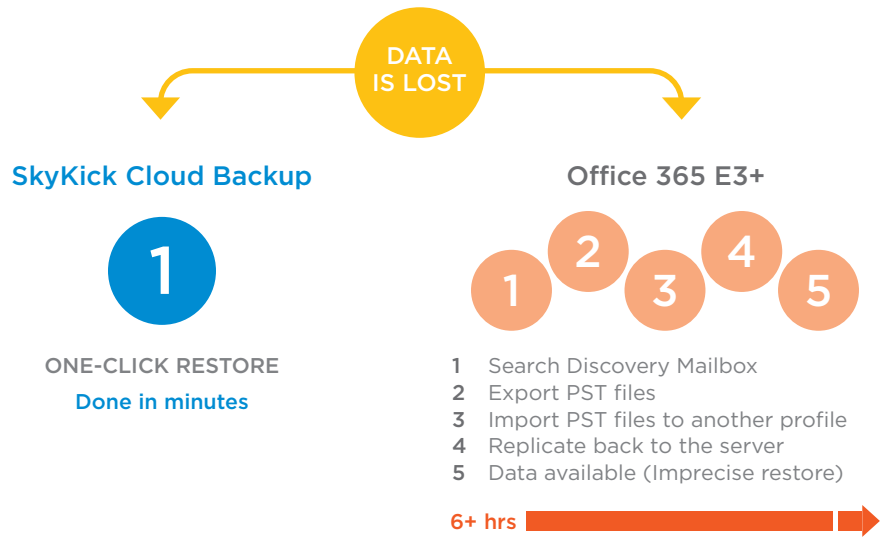 DATA
IS LOST
SkyKick Cloud Backup
1
ONE-CLICK RESTORE
Done in minutes
Office 365 E3+
1 2 3 4 5
1 Search Discovery Mailbox
2 Export PST files
3 Import PST files to another profile
4 Replicate back to the server
5 Data available (Imprecise restore)
6+ hrs